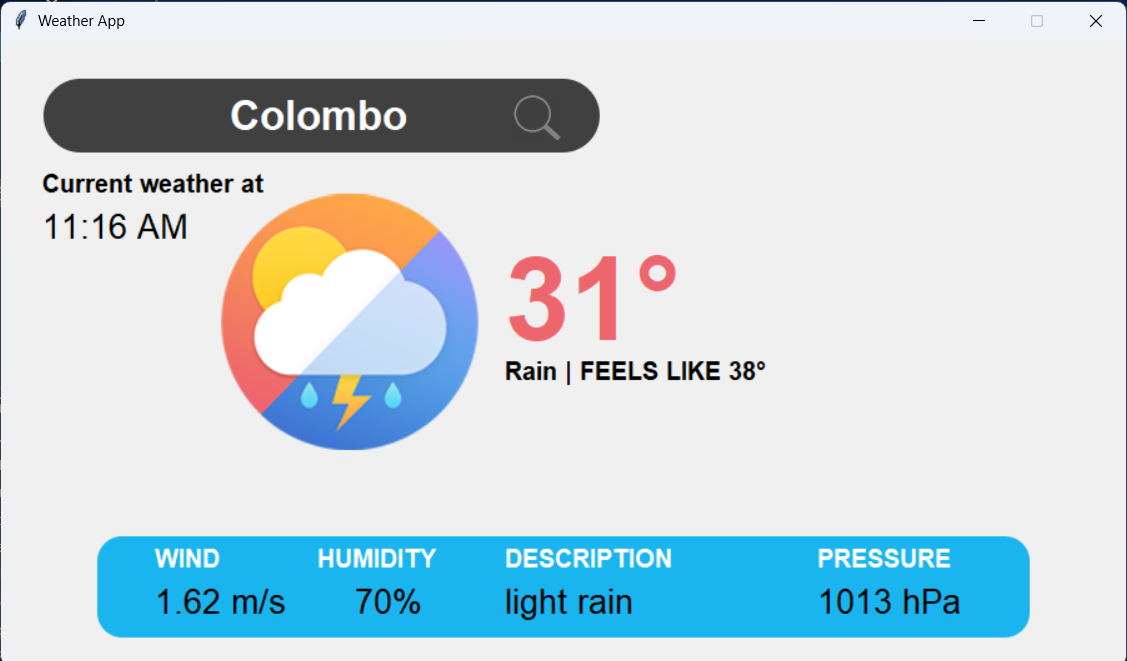 Weather App
Colombo
Current weather at
11:16 AM
31°
Rain | FEELS LIKE 38°
WIND HUMIDITY DESCRIPTION PRESSURE
1.62 m/s 70% light rain 1013 hPa